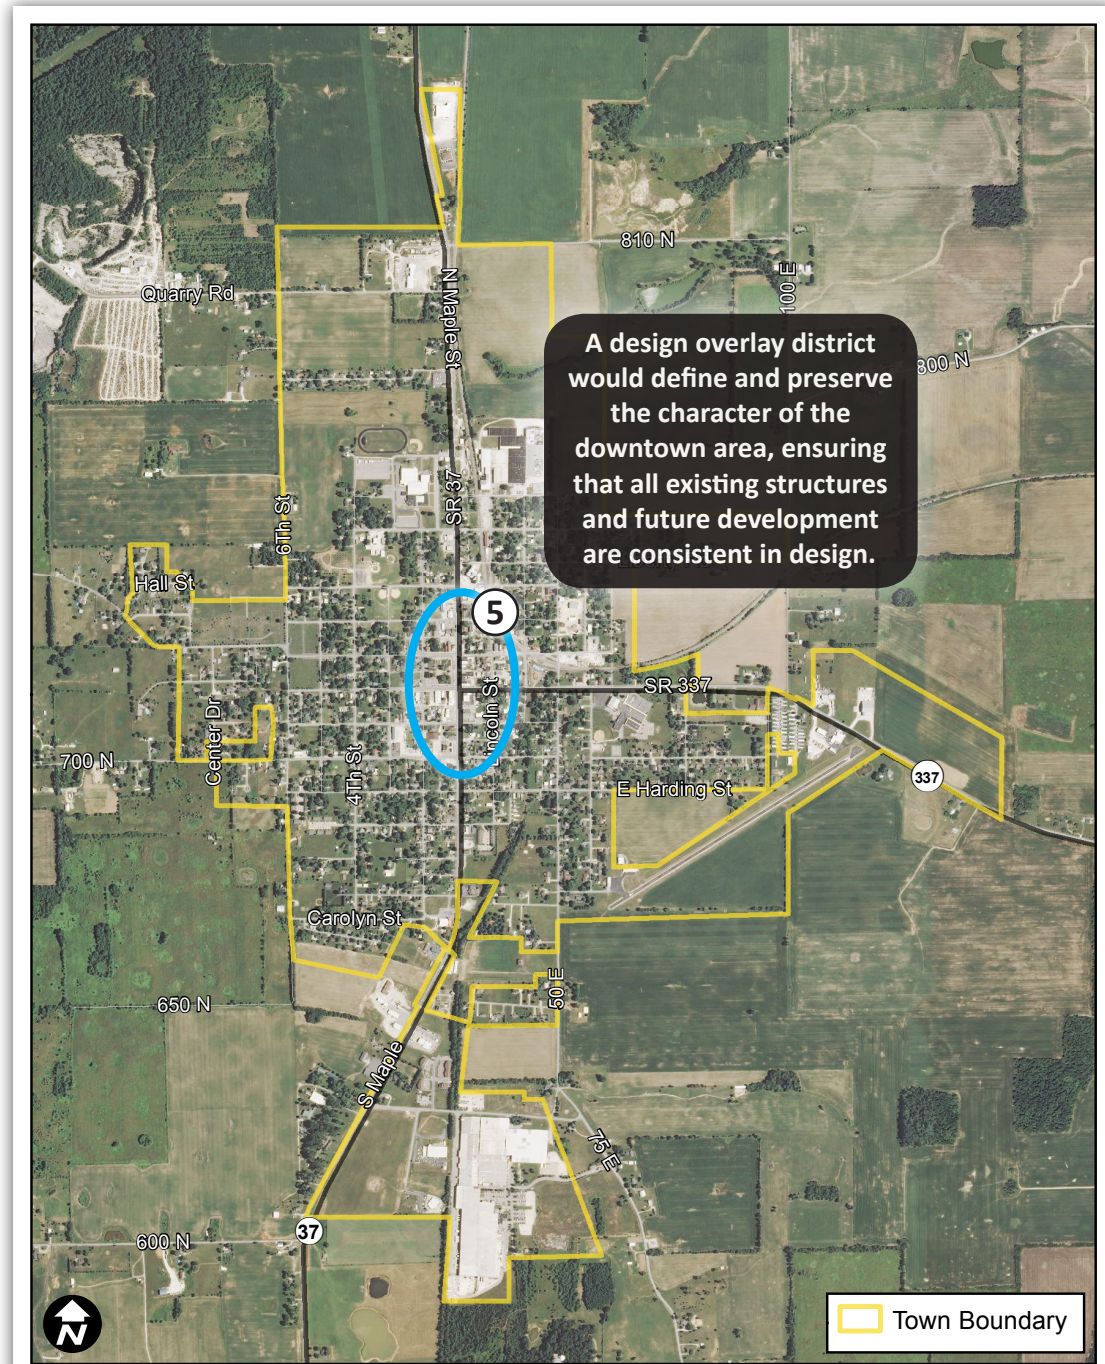 810 N
100 E
Quarry Rd
N Maple St
A design overlay district
would define and preserve
the character of the
downtown area, ensuring
that all existing structures
and future development
are consistent in design.
800 N
SR 37
6Th St
Hall St
5
SR 337
Lincoln St
Center Dr
700 N
4Th St
337
E Harding St
Carolyn St
50 E
650 N
S Maple
75 E
37
600 N
N
Town Boundary